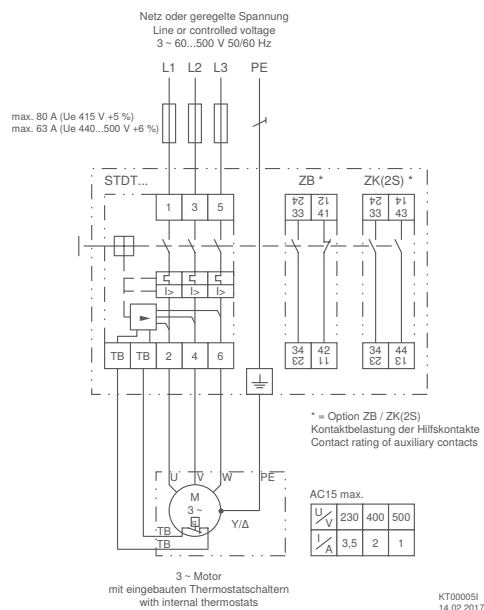 Netz oder geregelte Spannung
Line or controlled voltage
3 ~ 60...500 V 50/60 Hz
L1 L2 L3 PE
max. 80 A (Ue 415 V +5 %)
max. 63 A (Ue 440...500 V +6 %)
STDT... ZB * ZK(2S) *
24 12 24 14
1 3 5 33 41 33 43
I> I> I>
TB TB 2 4 6 34 42 34 44
23 11 23 13
* = Option ZB / ZK(2S)
Kontaktbelastung der Hilfskontakte
Contact rating of auxiliary contacts
U V W PE
M
3 ~
Y/Δ
TB
TB
AC15 max.
U/V 230 400 500
I/A 3,5 2 1
3 ~ Motor
mit eingebauten Thermostatschaltern
with internal thermostats
KT00005I
14.02.2017